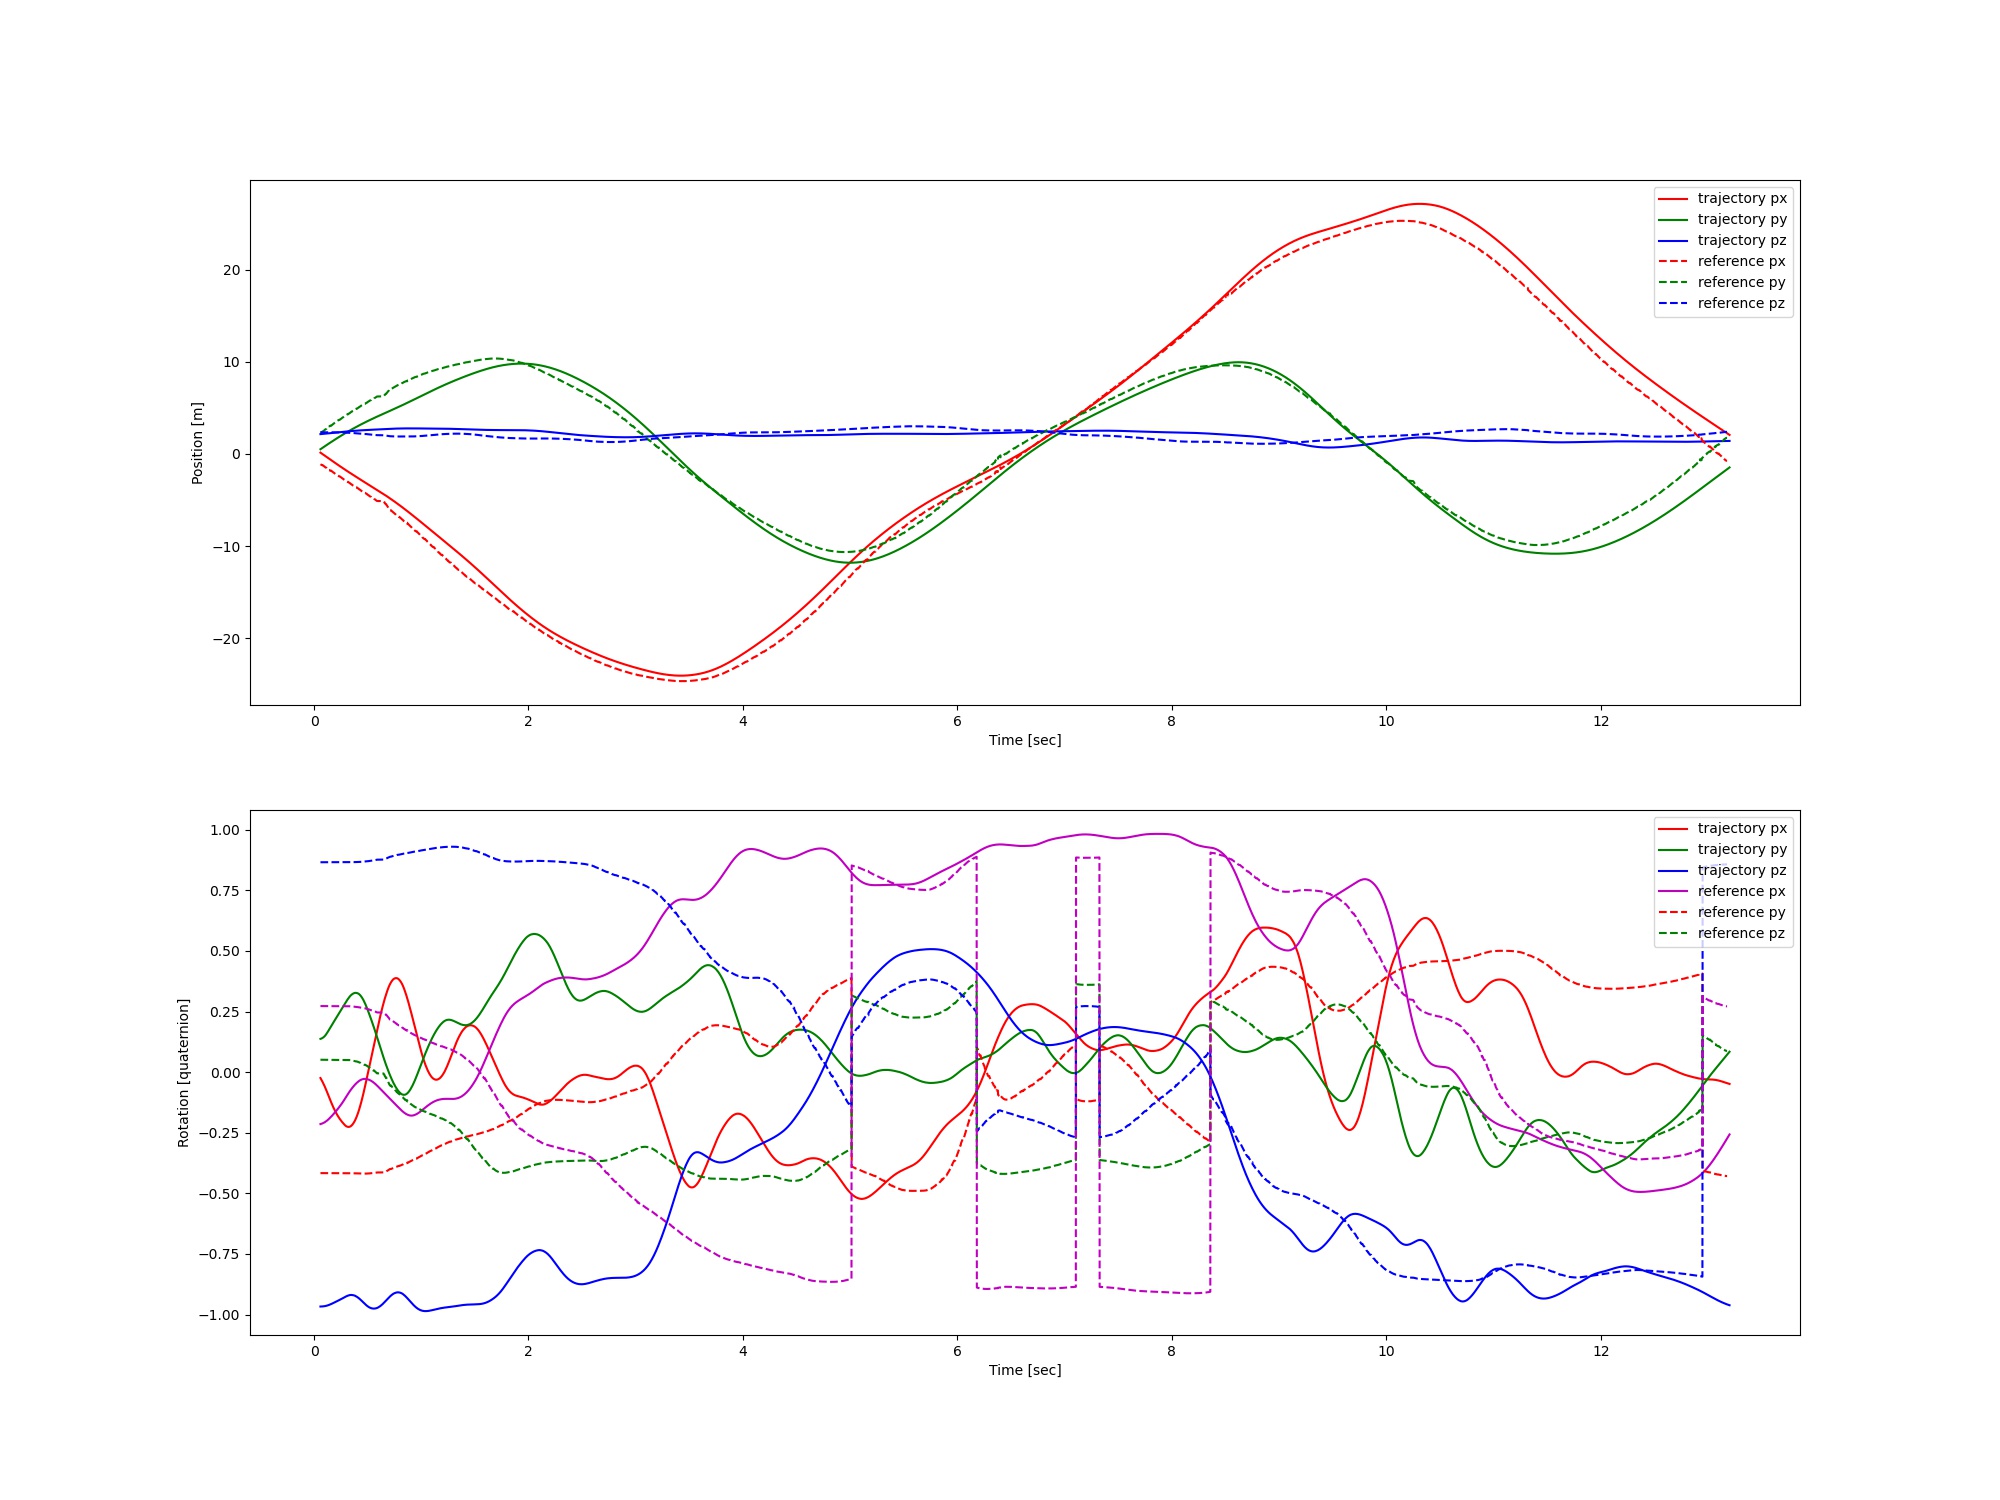 trajectory px
trajectory py
trajectory pz
reference px
reference py
reference pz
20
10
0
−10
−20
Position [m]
0 2 4 6 8 10 12
Time [sec]
trajectory px
trajectory py
trajectory pz
reference px
reference py
reference pz
1.00
0.75
0.50
0.25
0.00
−0.25
−0.50
−0.75
−1.00
Rotation [quaternion]
0 2 4 6 8 10 12
Time [sec]